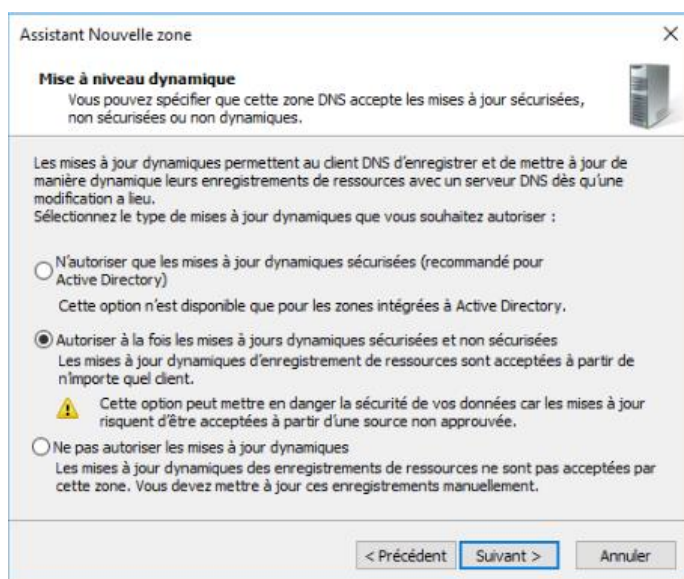 Assistant Nouvelle zone
Mise à niveau dynamique
Vous pouvez spécifier que cette zone DNS accepte les mises à jour sécurisées,
non sécurisées ou non dynamiques.
Les mises à jour dynamiques permettent au client DNS d'enregistrer et de mettre à jour de
manière dynamique leurs enregistrements de ressources avec un serveur DNS dès qu'une
modification a lieu.
Sélectionnez le type de mises à jour dynamiques que vous souhaitez autoriser :
N'autoriser que les mises à jour dynamiques sécurisées (recommandé pour
Active Directory)
Cette option n'est disponible que pour les zones intégrées à Active Directory.
Autoriser à la fois les mises à jours dynamiques sécurisées et non sécurisées
Les mises à jour dynamiques d'enregistrement de ressources sont acceptées à partir de
n'importe quel client.
Cette option peut mettre en danger la sécurité de vos données car les mises à jour
risquent d'être acceptées à partir d'une source non approuvée.
Ne pas autoriser les mises à jour dynamiques
Les mises à jour dynamiques des enregistrements de ressources ne sont pas acceptées par
cette zone. Vous devez mettre à jour ces enregistrements manuellement.
< Précédent Suivant > Annuler